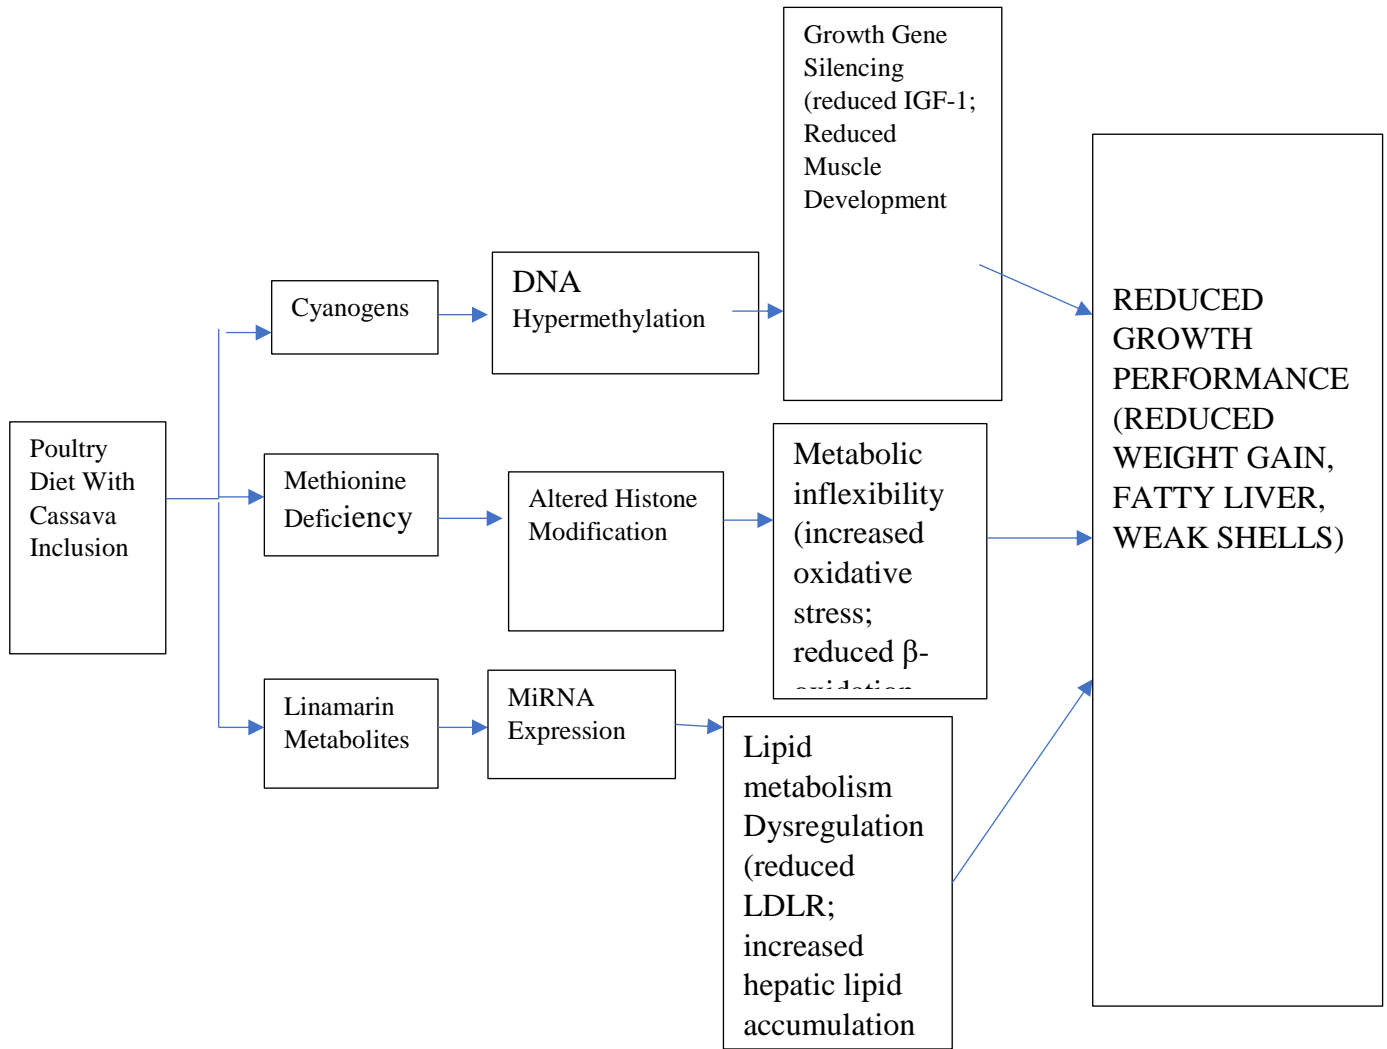 Poultry
Diet With
Cassava
Inclusion
Cyanogens
DNA
Hypermethylation
Growth Gene
Silencing
(reduced IGF-1;
Reduced
Muscle
Development
Methionine
Deficiency
Altered Histone
Modification
Metabolic
inflexibility
(increased
oxidative
stress;
reduced β-
oxidation
Linamarin
Metabolites
MiRNA
Expression
Lipid
metabolism
Dysregulation
(reduced
LDLR;
increased
hepatic lipid
accumulation
REDUCED
GROWTH
PERFORMANCE
(REDUCED
WEIGHT GAIN,
FATTY LIVER,
WEAK SHELLS)